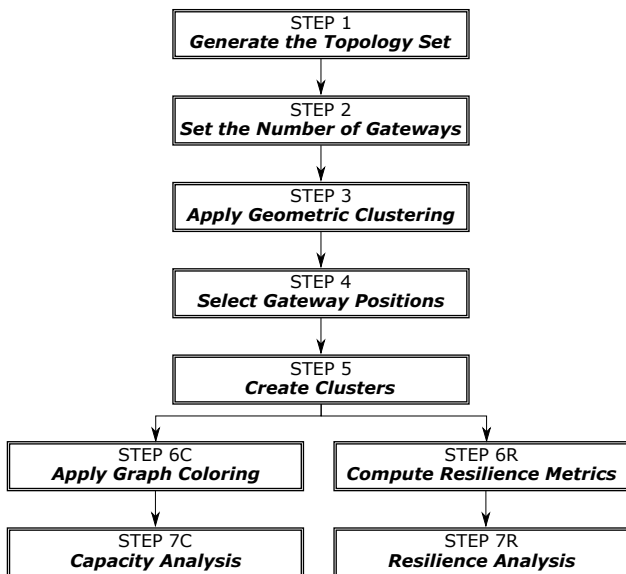 STEP 1
Generate the Topology Set
STEP 2
Set the Number of Gateways
STEP 3
Apply Geometric Clustering
STEP 4
Select Gateway Positions
STEP 5
Create Clusters
STEP 6C
Apply Graph Coloring
STEP 6R
Compute Resilience Metrics
STEP 7C
Capacity Analysis
STEP 7R
Resilience Analysis